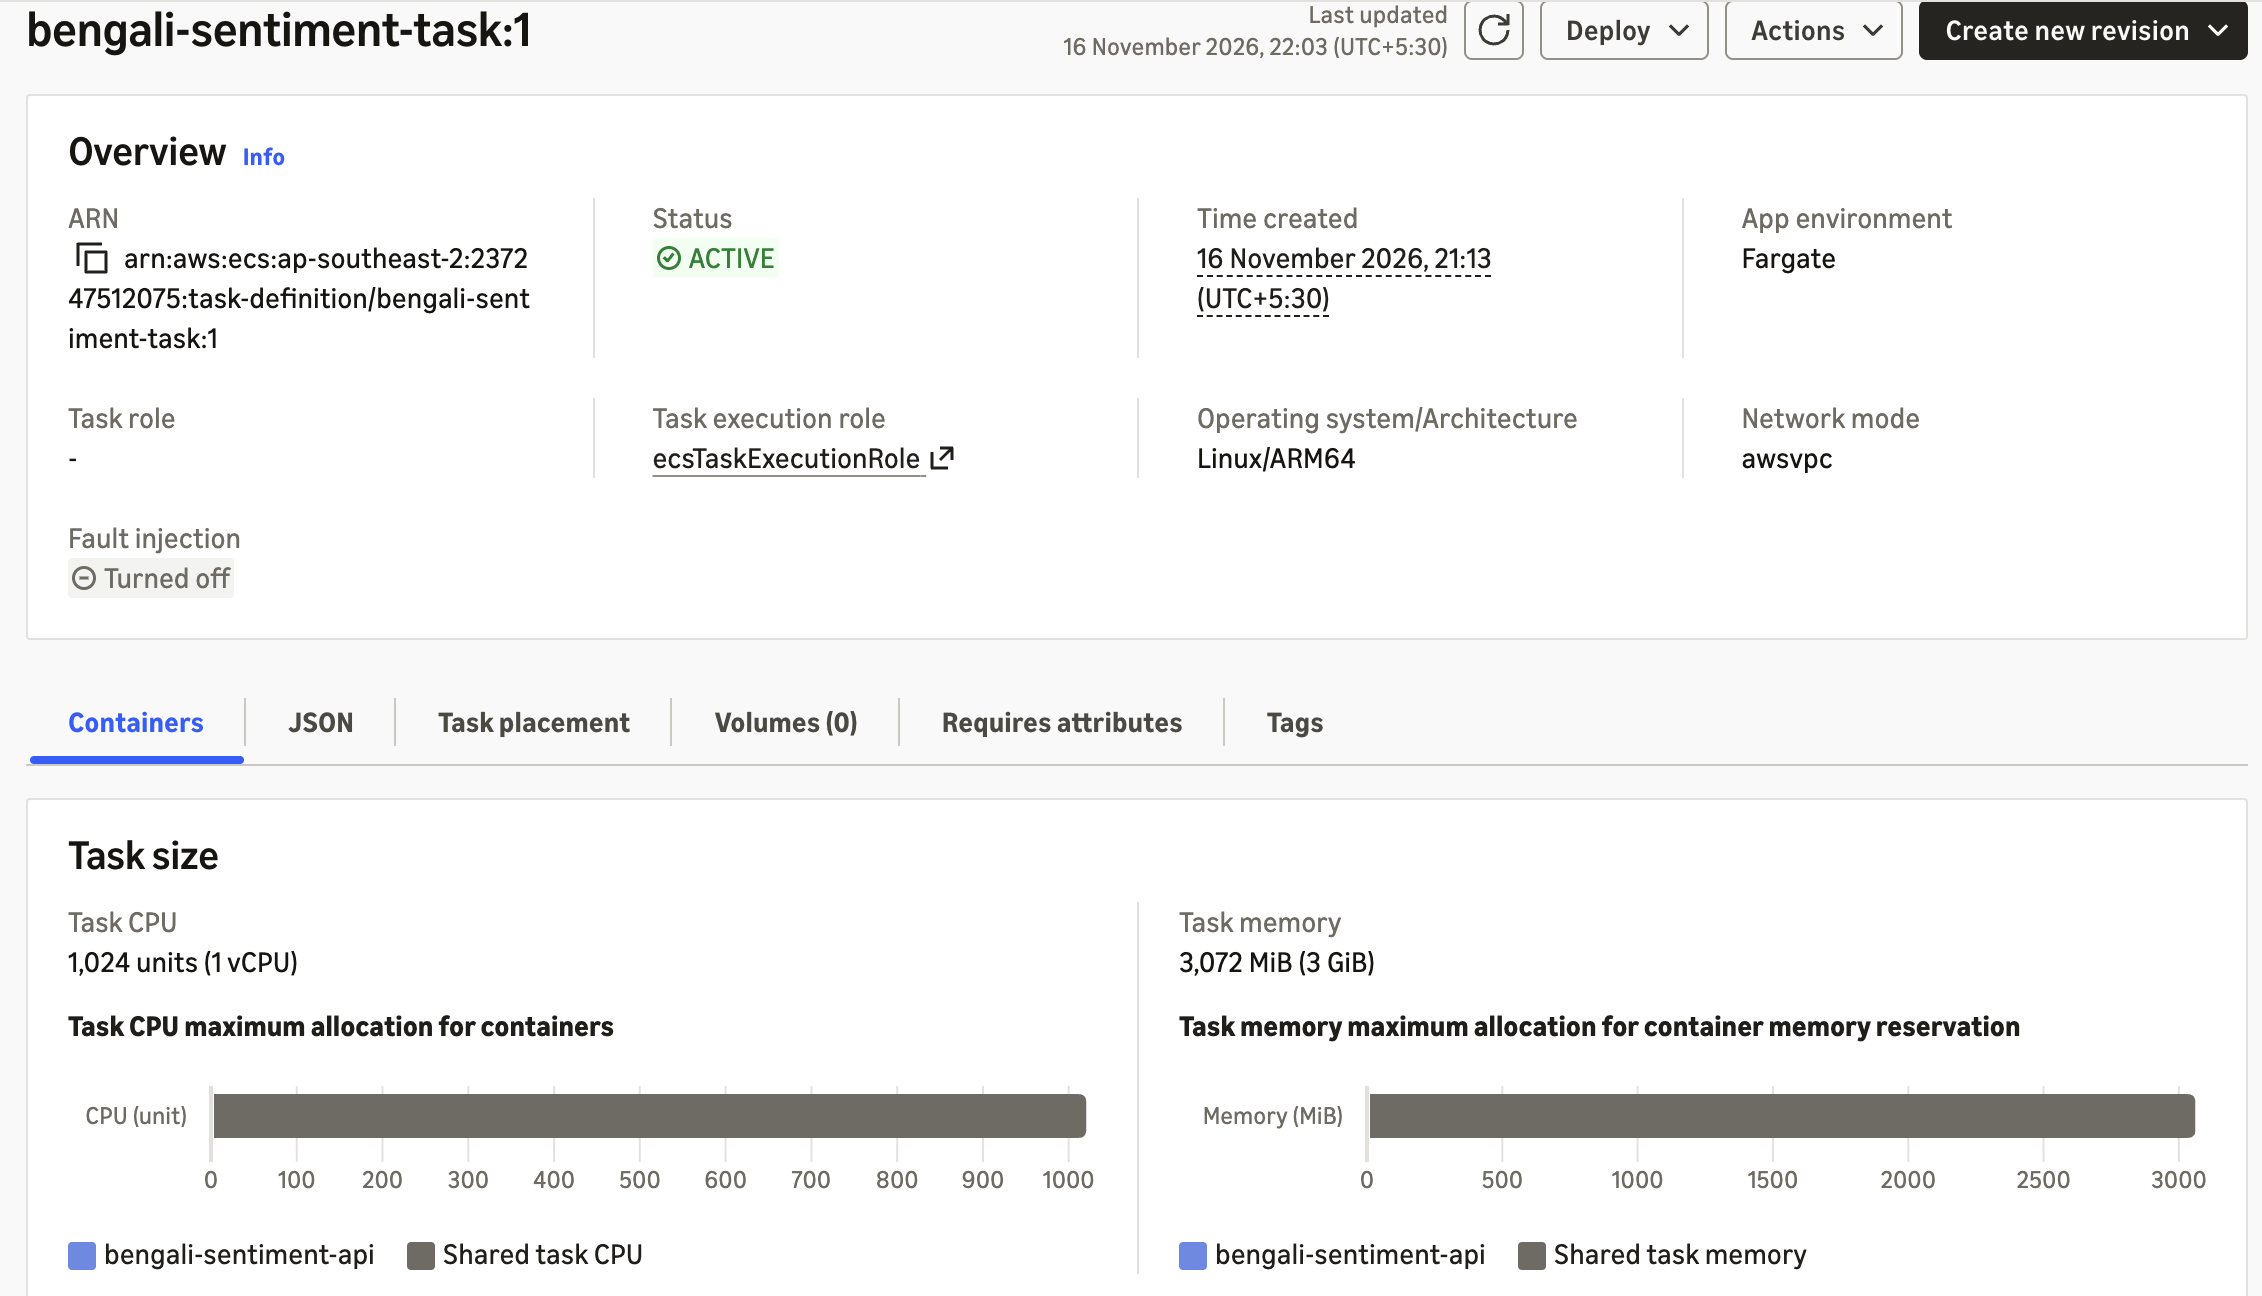 bengali-sentiment-task:1
Last updated
16 November 2026, 22:03 (UTC+5:30)
Deploy
Actions
Create new revision
Overview Info
ARN
arn:aws:ecs:ap-southeast-2:2372
47512075:task-definition/bengali-sent
iment-task:1
Status
ACTIVE
Time created
16 November 2026, 21:13
(UTC+5:30)
App environment
Fargate
Task role
-
Task execution role
ecsTaskExecutionRole
Operating system/Architecture
Linux/ARM64
Network mode
awsvpc
Fault injection
Turned off
Containers JSON Task placement Volumes (0) Requires attributes Tags
Task size
Task CPU
1,024 units (1 vCPU)
Task CPU maximum allocation for containers
CPU (unit)
0 100 200 300 400 500 600 700 800 900 1000
bengali-sentiment-api Shared task CPU
Task memory
3,072 MiB (3 GiB)
Task memory maximum allocation for container memory reservation
Memory (MiB)
0 500 1000 1500 2000 2500 3000
bengali-sentiment-api Shared task memory